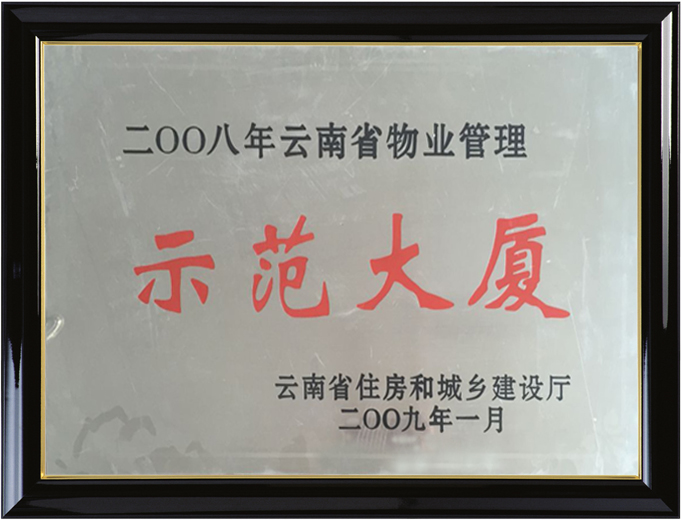 二OO八年云南省物业管理
示范大厦
云南省住房和城乡建设厅
二OO九年一月